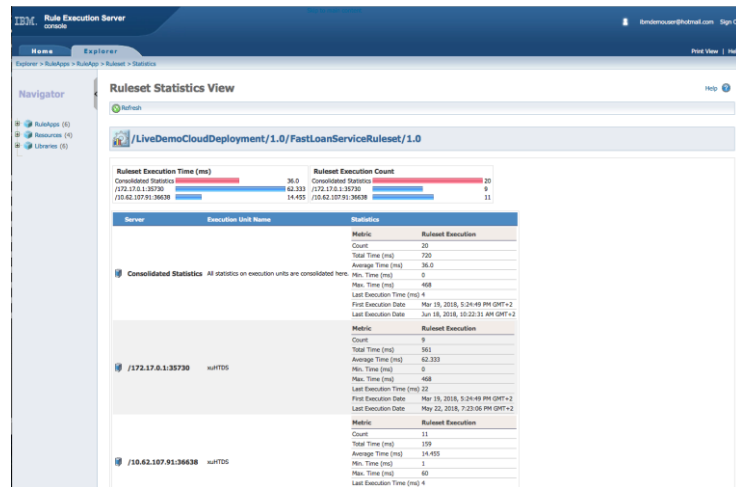 IBM. Rule Execution Server
console
ibmdemouser@hotmail.com Sign
Home Explorer
Print View |
Explorer > RuleApps > RuleApp > Ruleset > Statistics
Navigator
RuleApps (6)
Resources (4)
Libraries (6)
Ruleset Statistics View
Help
Refresh
/LiveDemoCloudDeployment/1.0/FastLoanServiceRuleset/1.0
Ruleset Execution Time (ms) Ruleset Execution Count
Consolidated Statistics 36.0 Consolidated Statistics 20
/172.17.0.1:35730 62.333 /172.17.0.1:35730 9
/10.62.107.91:36638 14.455 /10.62.107.91:36638 11
Server Execution Unit Name Statistics
Metric Ruleset Execution
Count 20
Total Time (ms) 720
Average Time (ms) 36.0
Consolidated Statistics All statistics on execution units are consolidated here. Min. Time (ms) 0
Max. Time (ms) 468
Last Execution Time (ms) 4
First Execution Date Mar 19, 2018, 5:24:49 PM GMT+2
Last Execution Date Jun 18, 2018, 10:22:31 AM GMT+2
Metric Ruleset Execution
Count 9
Total Time (ms) 561
Average Time (ms) 62.333
/172.17.0.1:35730 xuHTDS Min. Time (ms) 0
Max. Time (ms) 468
Last Execution Time (ms) 22
First Execution Date Mar 19, 2018, 5:24:49 PM GMT+2
Last Execution Date May 22, 2018, 7:23:06 PM GMT+2
Metric Ruleset Execution
Count 11
Total Time (ms) 159
Average Time (ms) 14.455
/10.62.107.91:36638 xuHTDS Min. Time (ms) 1
Max. Time (ms) 60
Last Execution Time (ms) 4